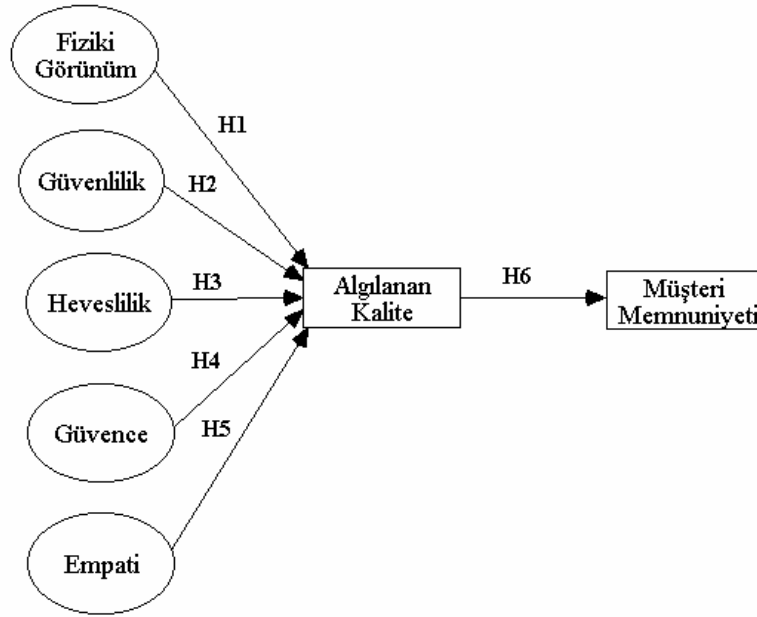 Fiziki
Görünüm
H1
Güvenlilik
H2
Heveslilik
H3
Algılanan
Kalite
H6
Müşteri
Memnuniyeti
H4
Güvence
H5
Empati